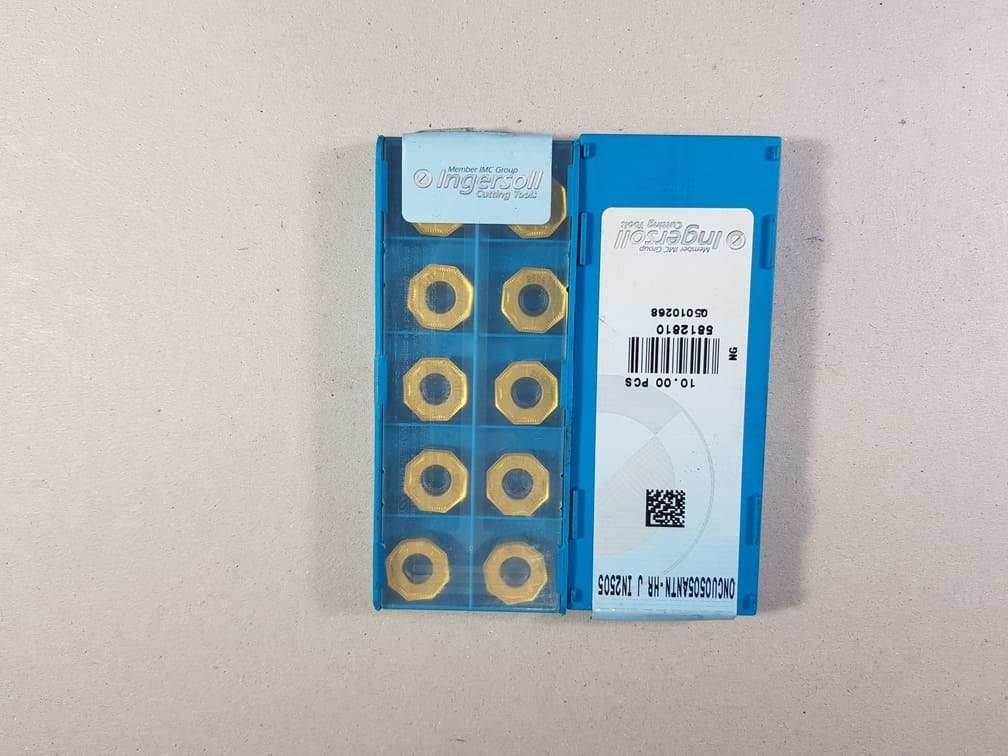 Member IMC Group
Ingersoll
Cutting Tools
ONCU0505ANTN-HR J IN2505
10.00 PCS
NG
5812810
Q5010268
Member IMC Group
Ingersoll
Cutting Tools